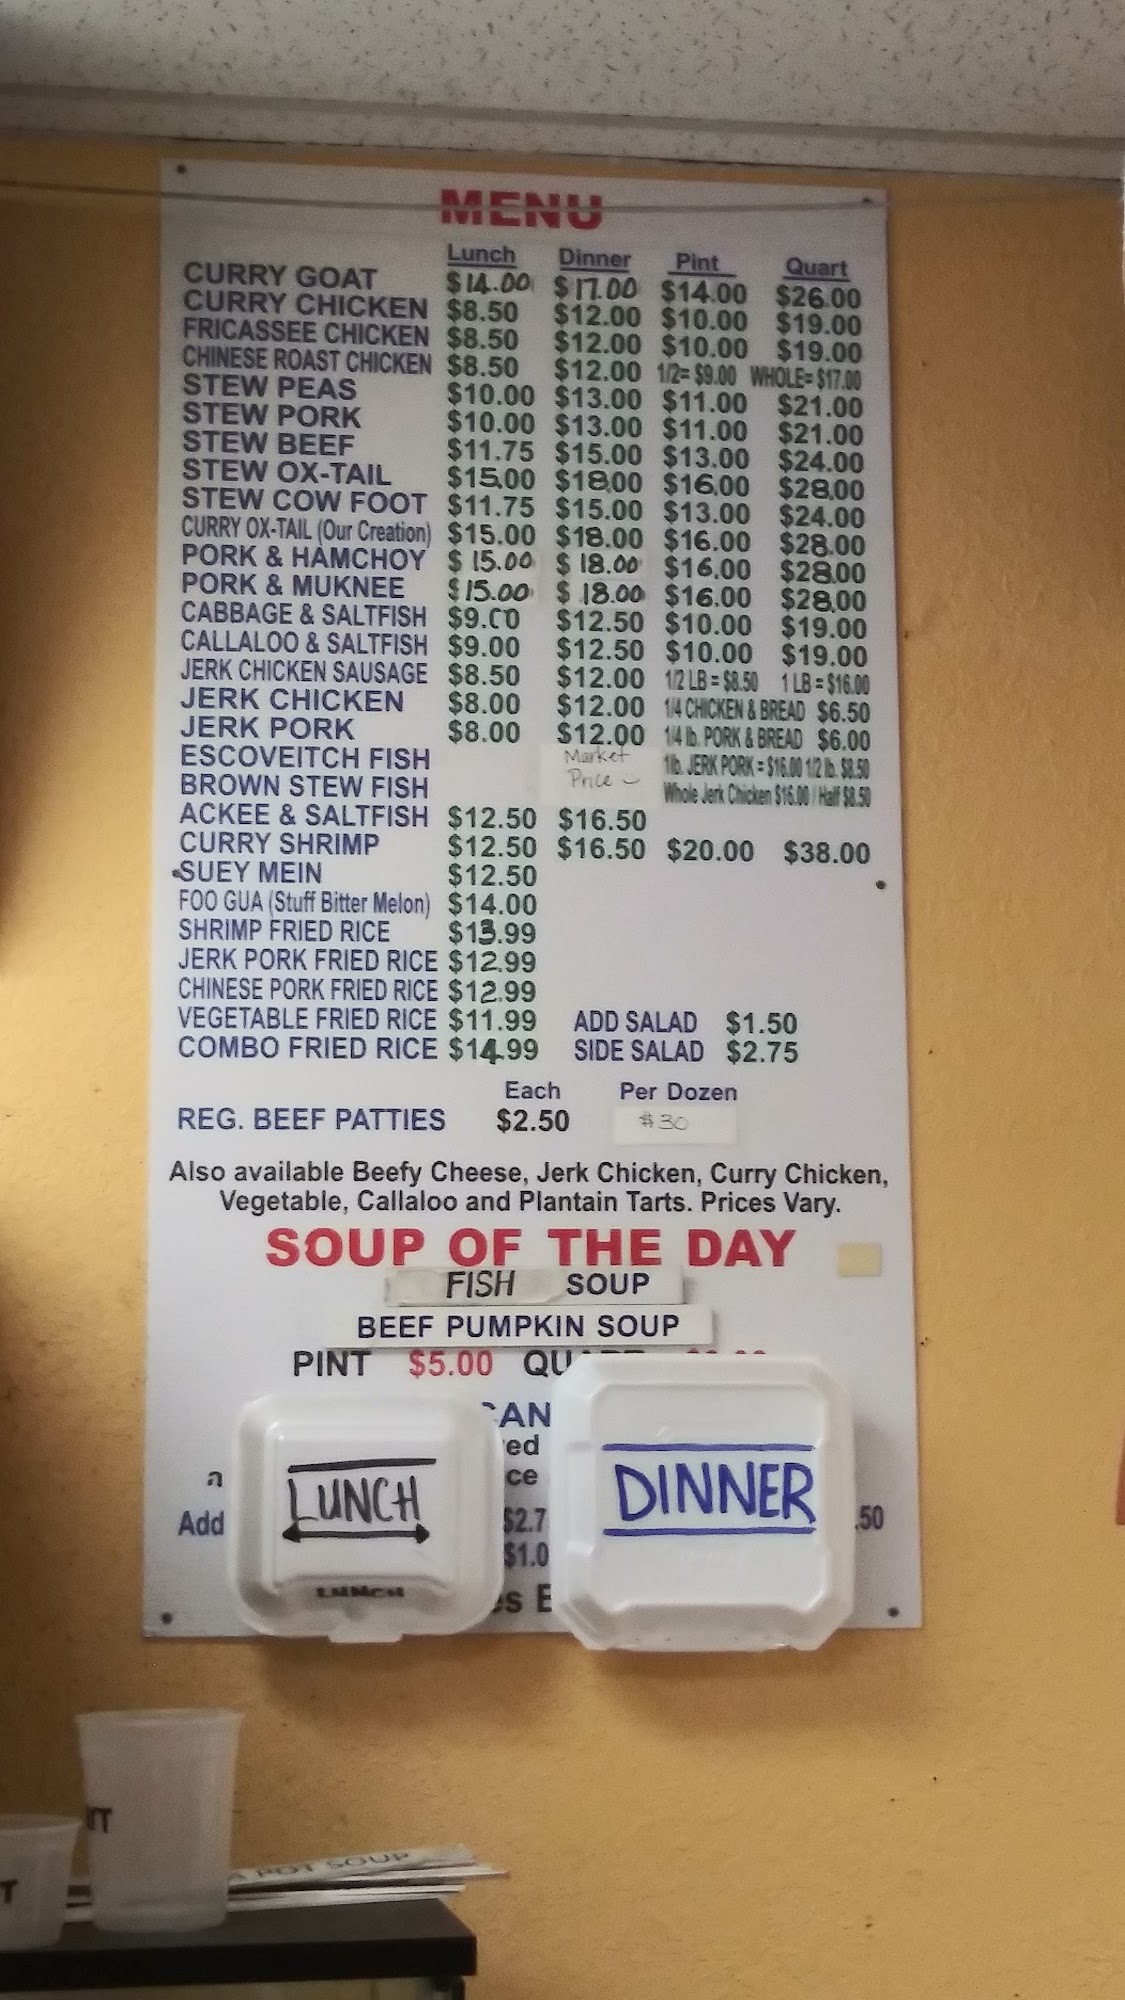 MENU
Lunch Dinner Pint Quart
CURRY GOAT $14.00 $17.00 $14.00 $26.00
CURRY CHICKEN $8.50 $12.00 $10.00 $19.00
FRICASSEE CHICKEN $8.50 $12.00 $10.00 $19.00
CHINESE ROAST CHICKEN $8.50 $12.00 1/2= $9.00 WHOLE= $17.00
STEW PEAS $10.00 $13.00 $11.00 $21.00
STEW PORK $10.00 $13.00 $11.00 $21.00
STEW BEEF $11.75 $15.00 $13.00 $24.00
STEW OX-TAIL $15.00 $18.00 $16.00 $28.00
STEW COW FOOT $11.75 $15.00 $13.00 $24.00
CURRY OX-TAIL (Our Creation) $15.00 $18.00 $16.00 $28.00
PORK & HAMCHOY $15.00 $18.00 $16.00 $28.00
PORK & MUKNEE $15.00 $18.00 $16.00 $28.00
CABBAGE & SALTFISH $9.00 $12.50 $10.00 $19.00
CALLALOO & SALTFISH $9.00 $12.50 $10.00 $19.00
JERK CHICKEN SAUSAGE $8.50 $12.00 1/2 LB = $8.50 1 LB = $16.00
JERK CHICKEN $8.00 $12.00 1/4 CHICKEN & BREAD $6.50
JERK PORK $8.00 $12.00 1/4 lb. PORK & BREAD $6.00
ESCOVEITCH FISH Market 1lb. JERK PORK = $16.00 1/2 lb. $8.50
BROWN STEW FISH Price Whole Jerk Chicken $16.00 / Half $8.50
ACKEE & SALTFISH $12.50 $16.50
CURRY SHRIMP $12.50 $16.50 $20.00 $38.00
SUEY MEIN $12.50
FOO GUA (Stuff Bitter Melon) $14.00
SHRIMP FRIED RICE $13.99
JERK PORK FRIED RICE $12.99
CHINESE PORK FRIED RICE $12.99
VEGETABLE FRIED RICE $11.99 ADD SALAD $1.50
COMBO FRIED RICE $14.99 SIDE SALAD $2.75
Each Per Dozen
REG. BEEF PATTIES $2.50 $30
Also available Beefy Cheese, Jerk Chicken, Curry Chicken,
Vegetable, Callaloo and Plantain Tarts. Prices Vary.
SOUP OF THE DAY
FISH SOUP
BEEF PUMPKIN SOUP
PINT $5.00
LUNCH
LUNCH
DINNER
Add
.50
POT SOUP